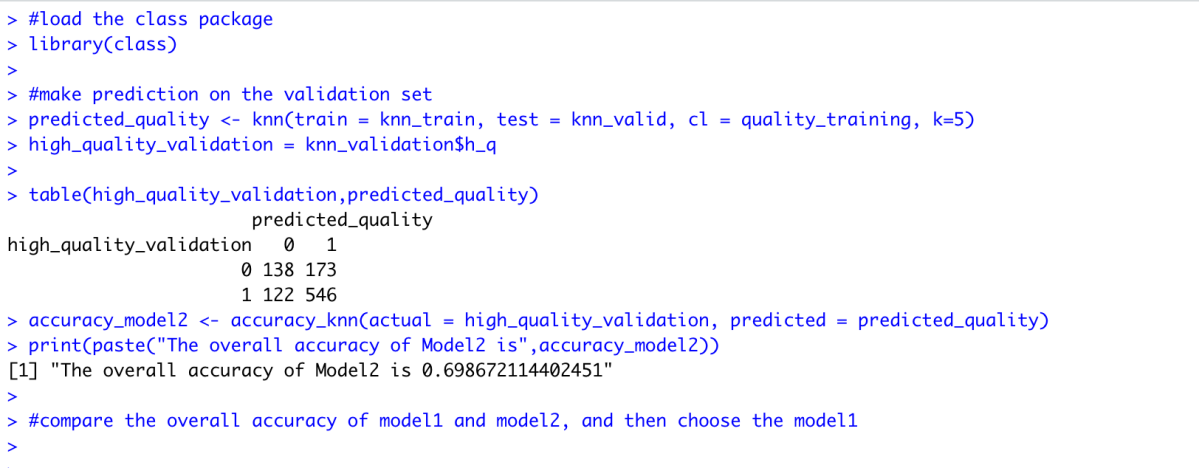 > #load the class package
> library(class)
>
> #make prediction on the validation set
> predicted_quality <- knn(train = knn_train, test = knn_valid, cl = quality_training, k=5)
> high_quality_validation = knn_validation$h_q
>
> table(high_quality_validation,predicted_quality)
                       predicted_quality
high_quality_validation   0   1
                      0 138 173
                      1 122 546
> accuracy_model2 <- accuracy_knn(actual = high_quality_validation, predicted = predicted_quality)
> print(paste("The overall accuracy of Model2 is",accuracy_model2))
[1] "The overall accuracy of Model2 is 0.698672114402451"
>
> #compare the overall accuracy of model1 and model2, and then choose the model1
>